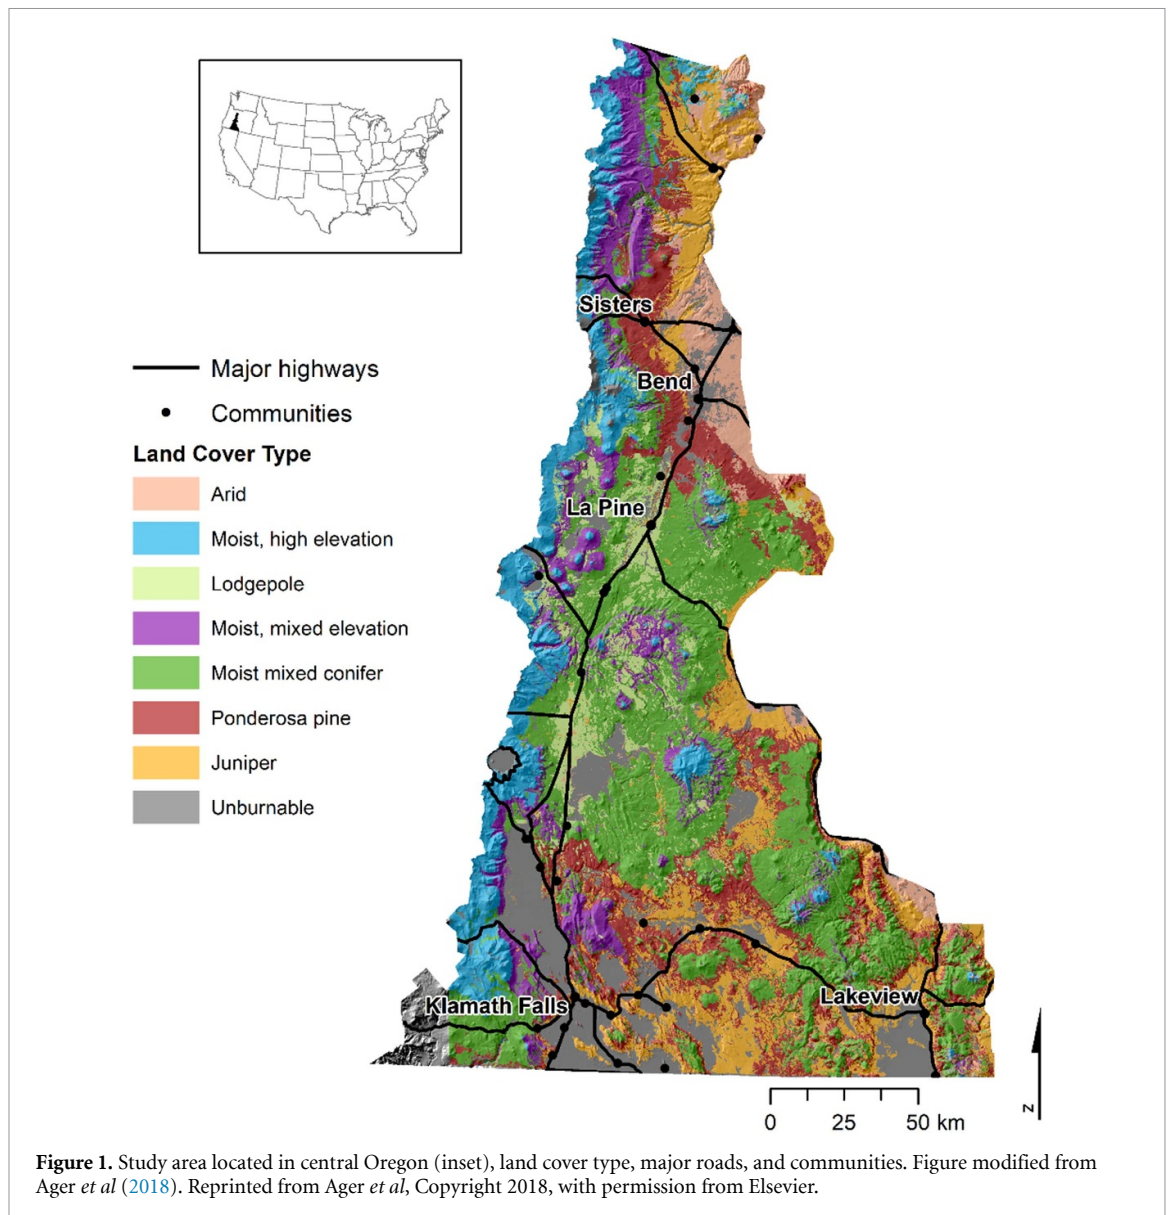 Sisters
Bend
La Pine
Klamath Falls
Lakeview
Major highways
Communities
Land Cover Type
Arid
Moist, high elevation
Lodgepole
Moist, mixed elevation
Moist mixed conifer
Ponderosa pine
Juniper
Unburnable
N
0 25 50 km
Figure 1. Study area located in central Oregon (inset), land cover type, major roads, and communities. Figure modified from
Ager et al (2018). Reprinted from Ager et al, Copyright 2018, with permission from Elsevier.